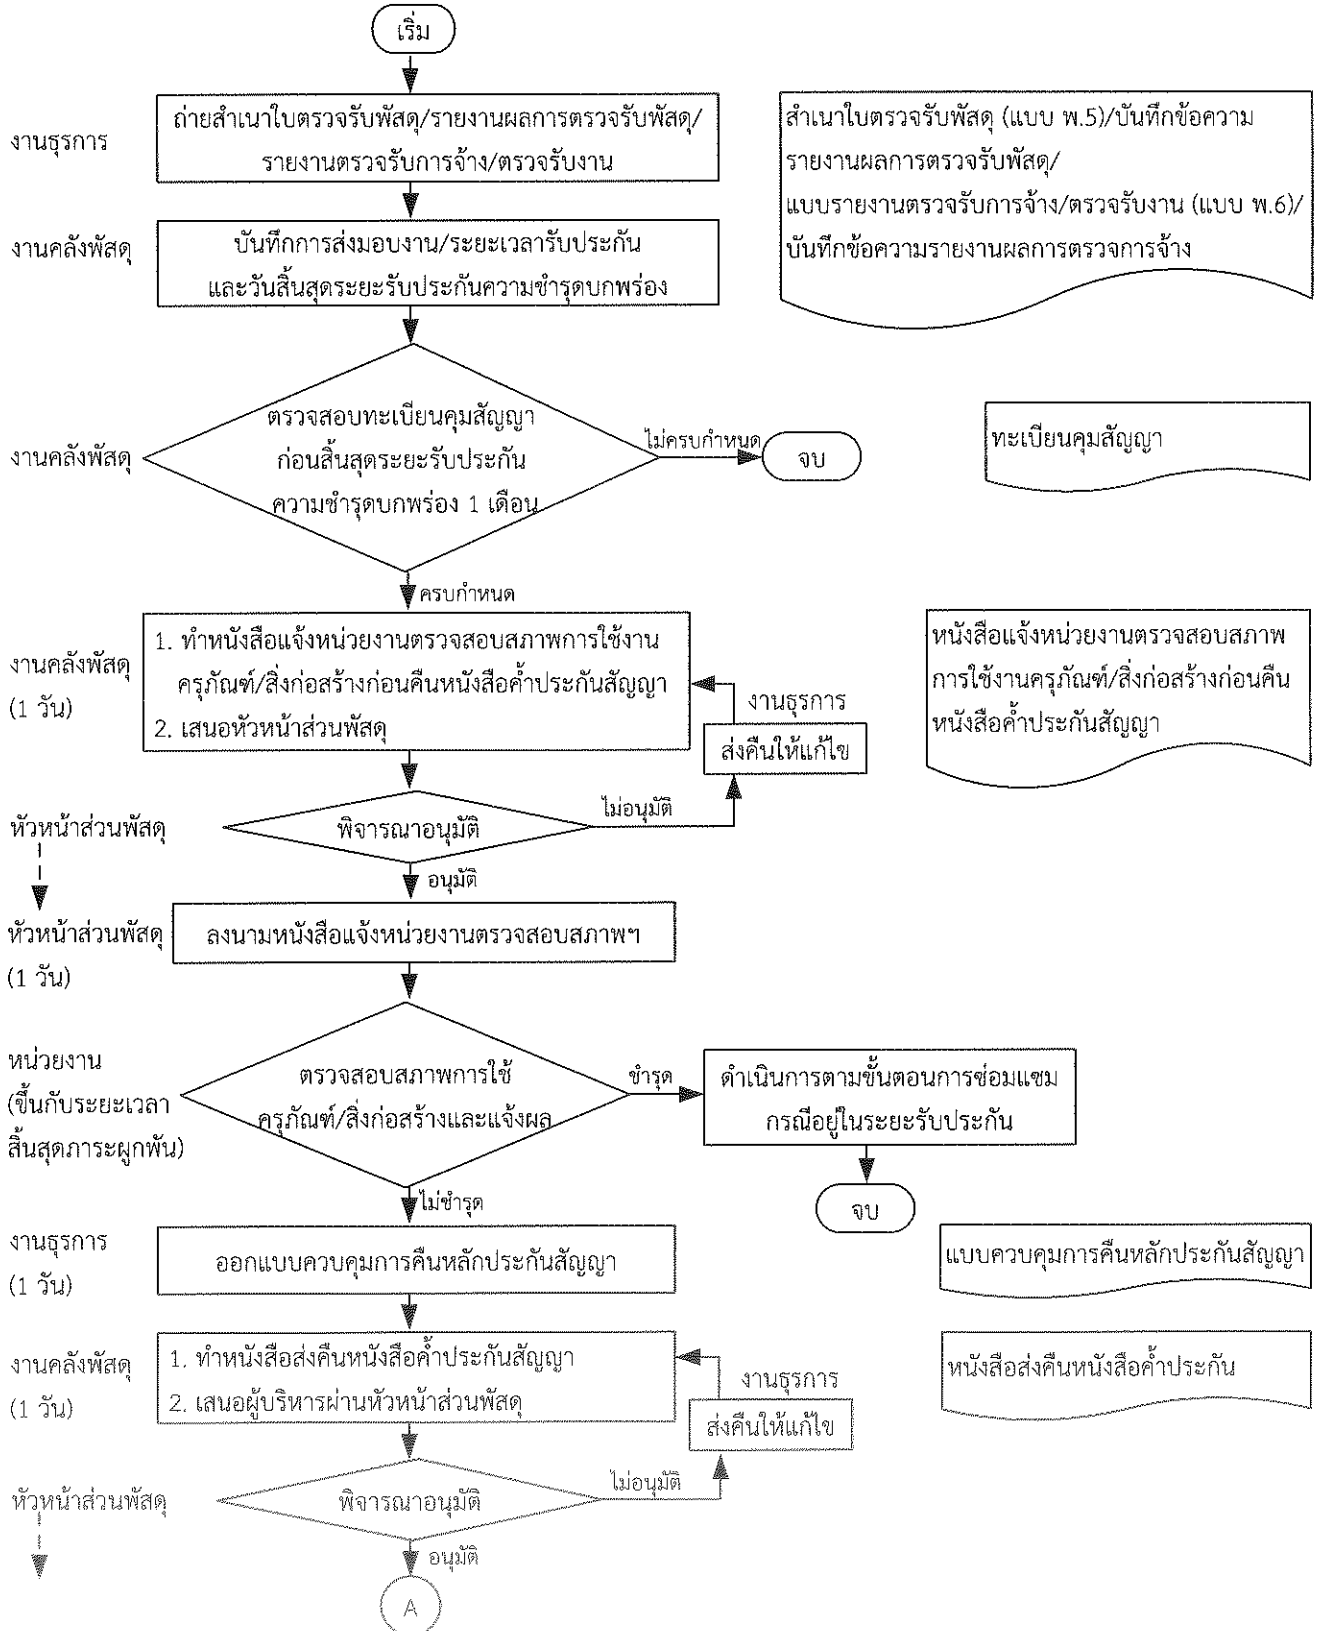 เริ่ม
งานธุรการ
ถ่ายสำเนาใบตรวจรับพัสดุ/รายงานผลการตรวจรับพัสดุ/
รายงานตรวจรับการจ้าง/ตรวจรับงาน
สำเนาใบตรวจรับพัสดุ (แบบ พ.5)/บันทึกข้อความ
รายงานผลการตรวจรับพัสดุ/
แบบรายงานตรวจรับการจ้าง/ตรวจรับงาน (แบบ พ.6)/
บันทึกข้อความรายงานผลการตรวจการจ้าง
งานคลังพัสดุ
บันทึกการส่งมอบงาน/ระยะเวลารับประกัน
และวันสิ้นสุดระยะรับประกันความชำรุดบกพร่อง
งานคลังพัสดุ
ตรวจสอบทะเบียนคุมสัญญา
ก่อนสิ้นสุดระยะรับประกัน
ความชำรุดบกพร่อง 1 เดือน
ไม่ครบกำหนด
จบ
ทะเบียนคุมสัญญา
ครบกำหนด
งานคลังพัสดุ
(1 วัน)
1. ทำหนังสือแจ้งหน่วยงานตรวจสอบสภาพการใช้งาน
ครุภัณฑ์/สิ่งก่อสร้างก่อนคืนหนังสือค้ำประกันสัญญา
2. เสนอหัวหน้าส่วนพัสดุ
งานธุรการ
ส่งคืนให้แก้ไข
หนังสือแจ้งหน่วยงานตรวจสอบสภาพ
การใช้งานครุภัณฑ์/สิ่งก่อสร้างก่อนคืน
หนังสือค้ำประกันสัญญา
หัวหน้าส่วนพัสดุ
พิจารณาอนุมัติ
ไม่อนุมัติ
อนุมัติ
หัวหน้าส่วนพัสดุ
(1 วัน)
ลงนามหนังสือแจ้งหน่วยงานตรวจสอบสภาพฯ
หน่วยงาน
(ขึ้นกับระยะเวลา
สิ้นสุดภาระผูกพัน)
ตรวจสอบสภาพการใช้
ครุภัณฑ์/สิ่งก่อสร้างและแจ้งผล
ชำรุด
ดำเนินการตามขั้นตอนการซ่อมแซม
กรณีอยู่ในระยะรับประกัน
จบ
ไม่ชำรุด
งานธุรการ
(1 วัน)
ออกแบบควบคุมการคืนหลักประกันสัญญา
แบบควบคุมการคืนหลักประกันสัญญา
งานคลังพัสดุ
(1 วัน)
1. ทำหนังสือส่งคืนหนังสือค้ำประกันสัญญา
2. เสนอผู้บริหารผ่านหัวหน้าส่วนพัสดุ
งานธุรการ
ส่งคืนให้แก้ไข
หนังสือส่งคืนหนังสือค้ำประกัน
หัวหน้าส่วนพัสดุ
พิจารณาอนุมัติ
ไม่อนุมัติ
อนุมัติ
A